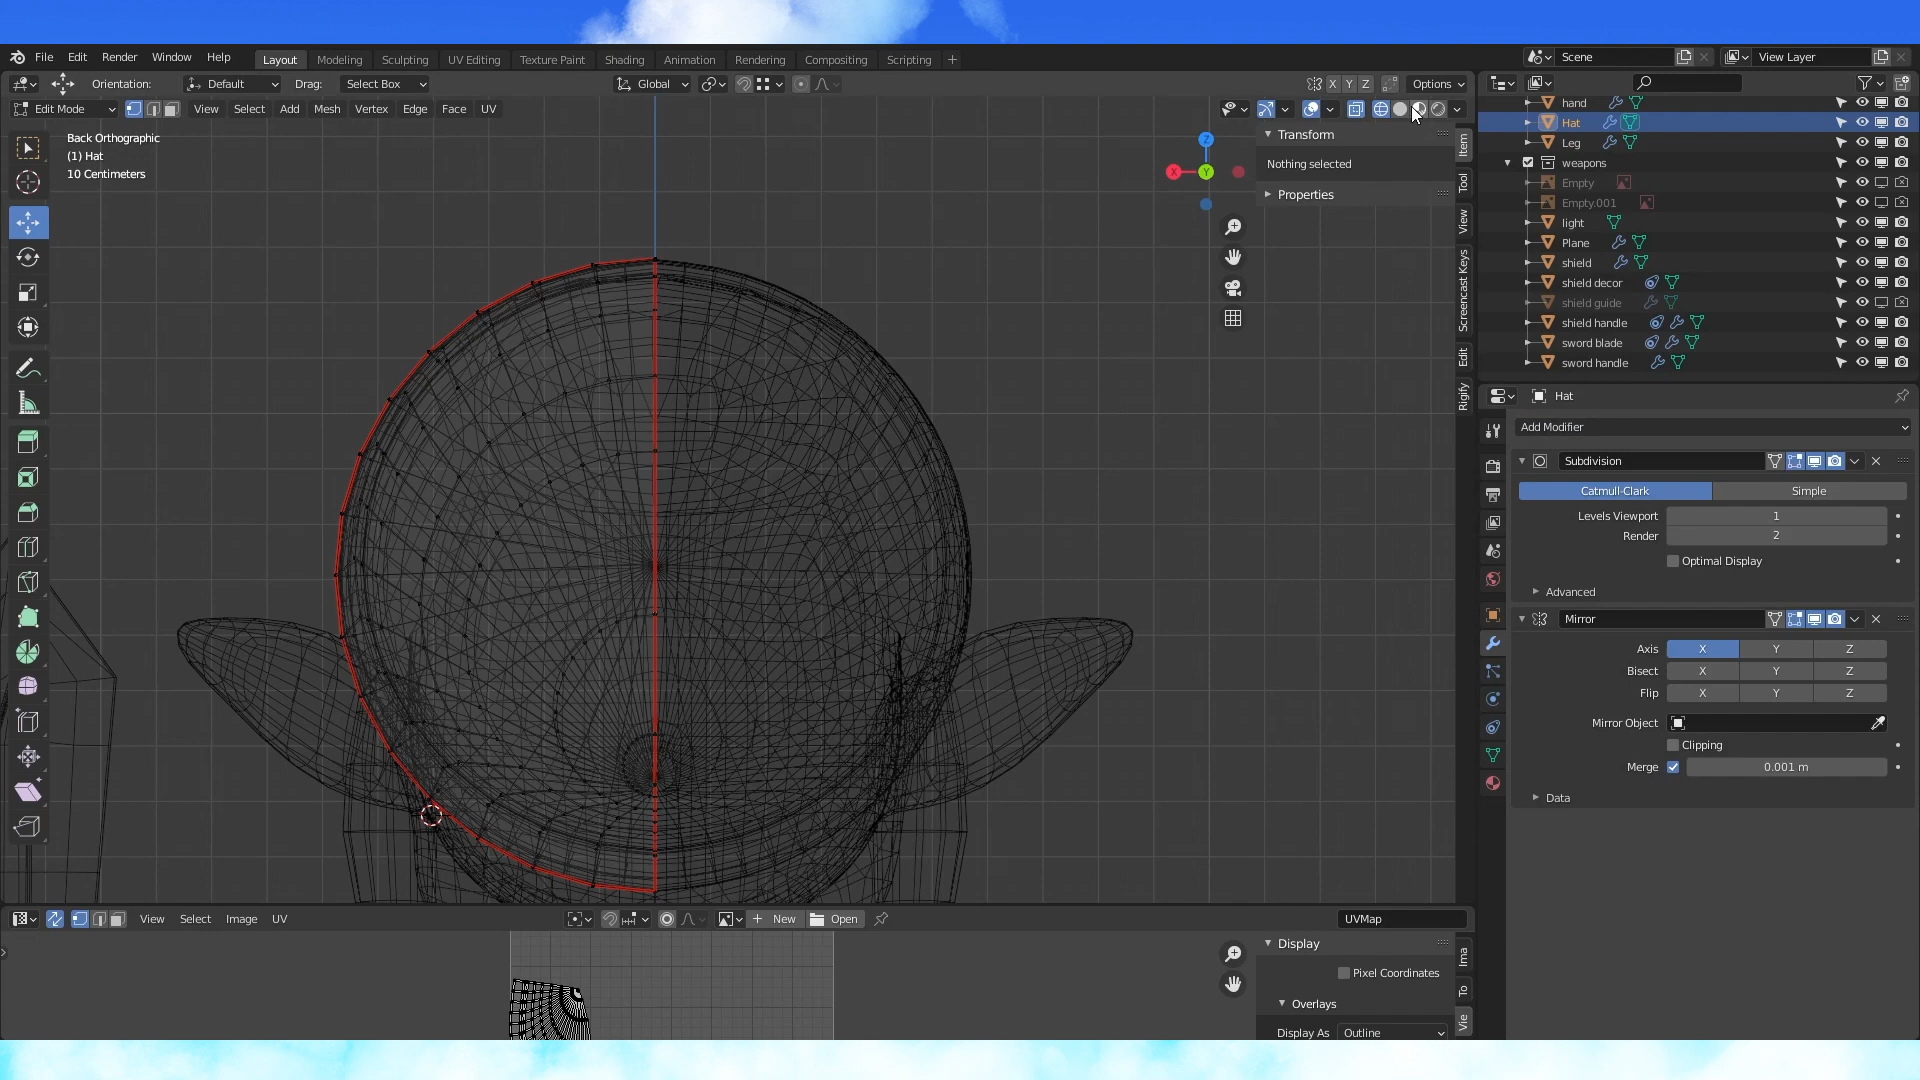 File Edit Render Window Help
Layout Modeling Sculpting UV Editing Texture Paint Shading Animation Rendering Compositing Scripting +
Scene
View Layer
Orientation: Default Drag: Select Box
Global
X Y Z
Options
Edit Mode
View Select Add Mesh Vertex Edge Face UV
Back Orthographic
(1) Hat
10 Centimeters
Z
X
Y
Transform
Nothing selected
Properties
Item
Tool
View
Screencast Keys
Edit
Rigify
hand
Hat
Leg
weapons
Empty
Empty.001
light
Plane
shield
shield decor
shield guide
shield handle
sword blade
sword handle
Hat
Add Modifier
Subdivision
Catmull-Clark Simple
Levels Viewport 1
Render 2
Optimal Display
Advanced
Mirror
Axis X Y Z
Bisect X Y Z
Flip X Y Z
Mirror Object
Clipping
Merge 0.001 m
Data
View Select Image UV
New
Open
UVMap
Display
Pixel Coordinates
Overlays
Display As Outline
Ima
To
Vie